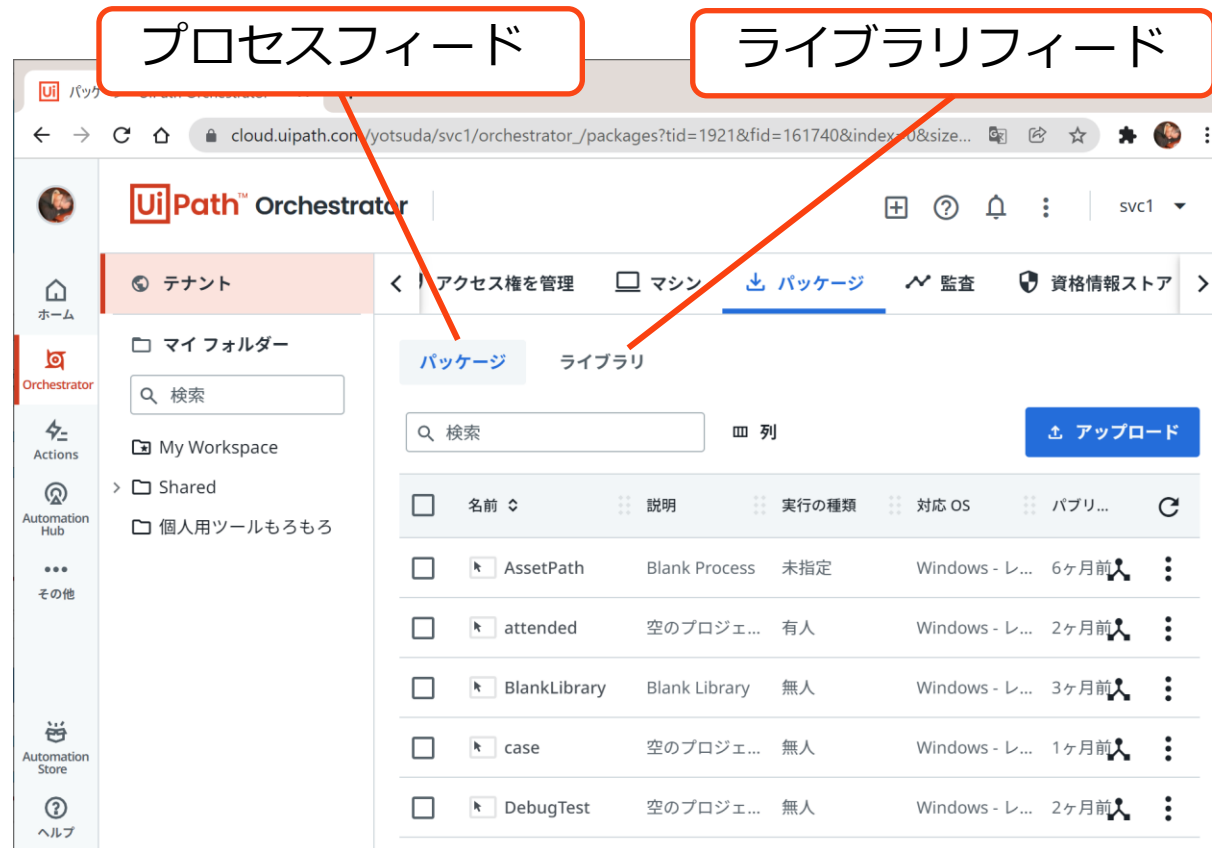 プロセスフィード
ライブラリフィード
Ui パッケ
cloud.uipath.com/yotsuda/svc1/orchestrator_/packages?tid=1921&fid=161740&index=0&size...
UiPath™ Orchestrator
svc1
テナント
アクセス権を管理
マシン
パッケージ
監査
資格情報ストア
ホーム
Orchestrator
Actions
Automation
Hub
その他
Automation
Store
ヘルプ
マイ フォルダー
検索
My Workspace
Shared
個人用ツールもろもろ
パッケージ
ライブラリ
検索
列
アップロード
名前 説明 実行の種類 対応 OS パブリ...
AssetPath Blank Process 未指定 Windows - レ... 6ヶ月前
attended 空のプロジェ... 有人 Windows - レ... 2ヶ月前
BlankLibrary Blank Library 無人 Windows - レ... 3ヶ月前
case 空のプロジェ... 無人 Windows - レ... 1ヶ月前
DebugTest 空のプロジェ... 無人 Windows - レ... 2ヶ月前